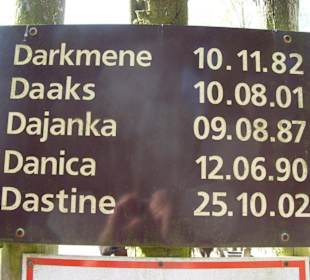 Darkmene 10.11.82
Daaks 10.08.01
Dajanka 09.08.87
Danica 12.06.90
Dastine 25.10.02